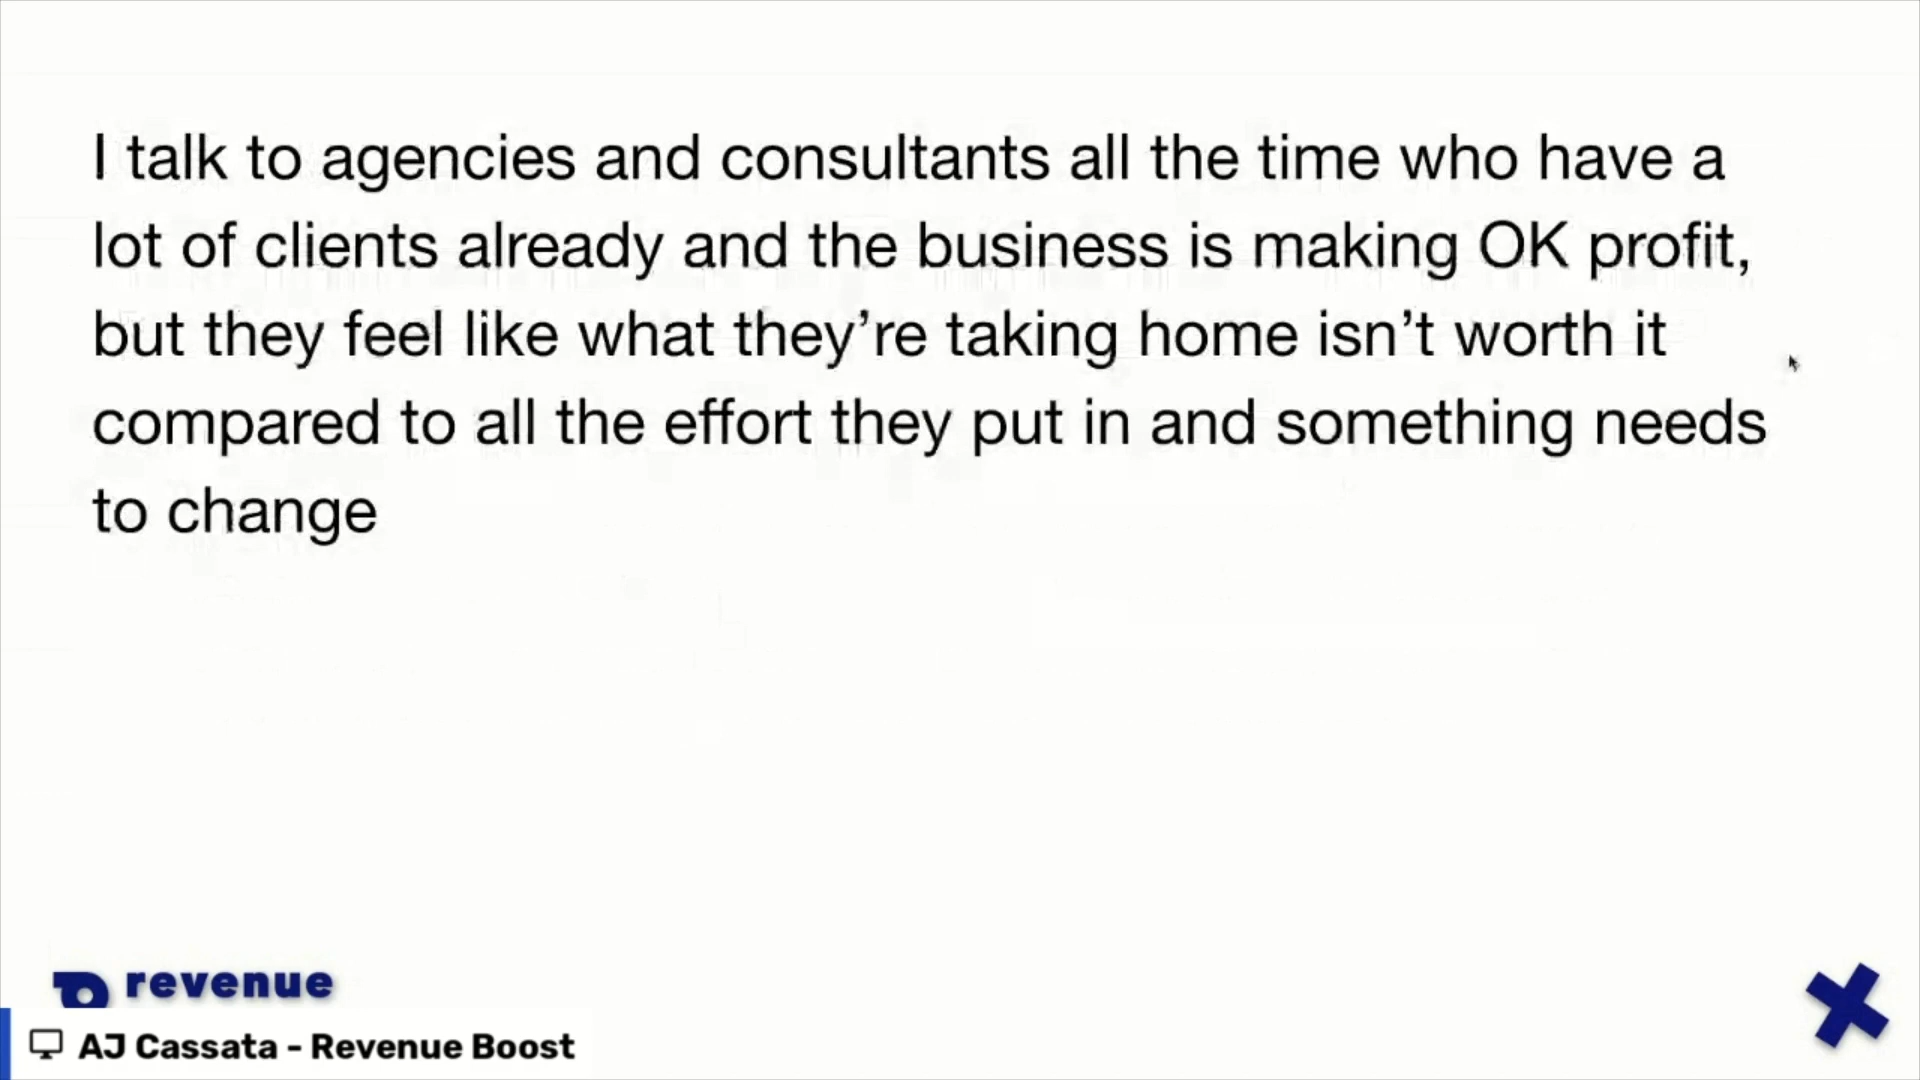 I talk to agencies and consultants all the time who have a
lot of clients already and the business is making OK profit,
but they feel like what they’re taking home isn’t worth it
compared to all the effort they put in and something needs
to change
revenue
AJ Cassata - Revenue Boost